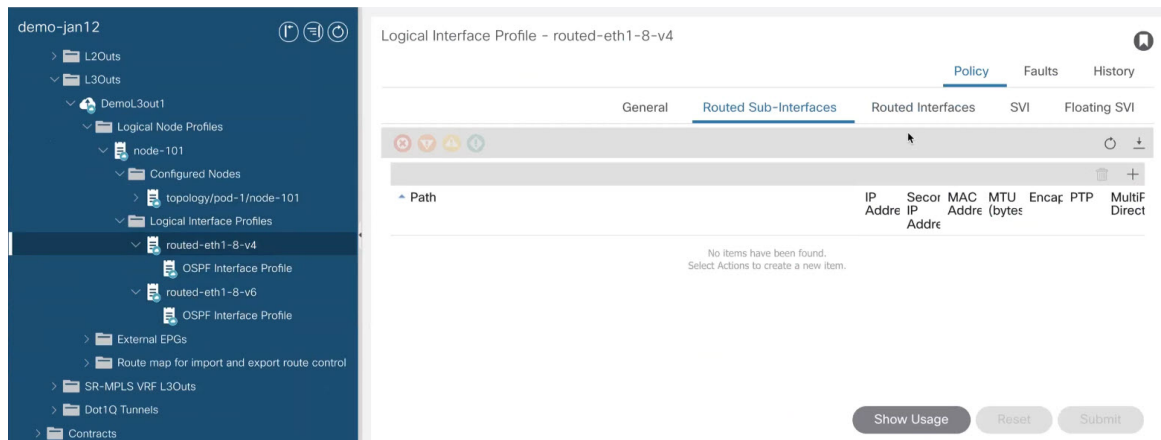 demo-jan12
L2Outs
L3Outs
DemoL3out1
Logical Node Profiles
node-101
Configured Nodes
topology/pod-1/node-101
Logical Interface Profiles
routed-eth1-8-v4
OSPF Interface Profile
routed-eth1-8-v6
OSPF Interface Profile
External EPGs
Route map for import and export route control
SR-MPLS VRF L3Outs
Dot1Q Tunnels
Contracts
Logical Interface Profile - routed-eth1-8-v4
Policy Faults History
General Routed Sub-Interfaces Routed Interfaces SVI Floating SVI
Path IP Secor MAC MTU Encap PTP MultiF
Addre IP Addre (bytes Direct
Addre
No items have been found.
Select Actions to create a new item.
Show Usage Reset Submit